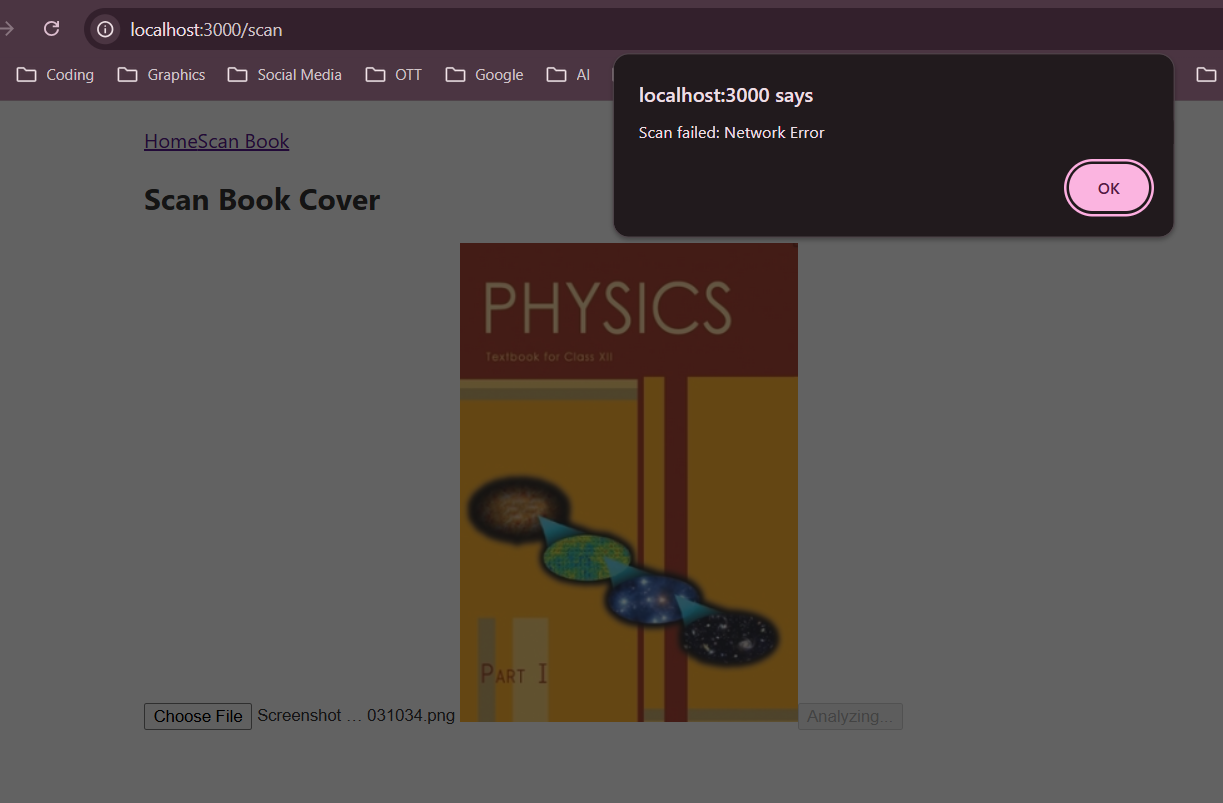 localhost:3000/scan
Coding Graphics Social Media OTT Google AI
localhost:3000 says
Scan failed: Network Error
OK
HomeScan Book
Scan Book Cover
PHYSICS
Textbook for Class XII
PART I
Choose File Screenshot ... 031034.png Analyzing...